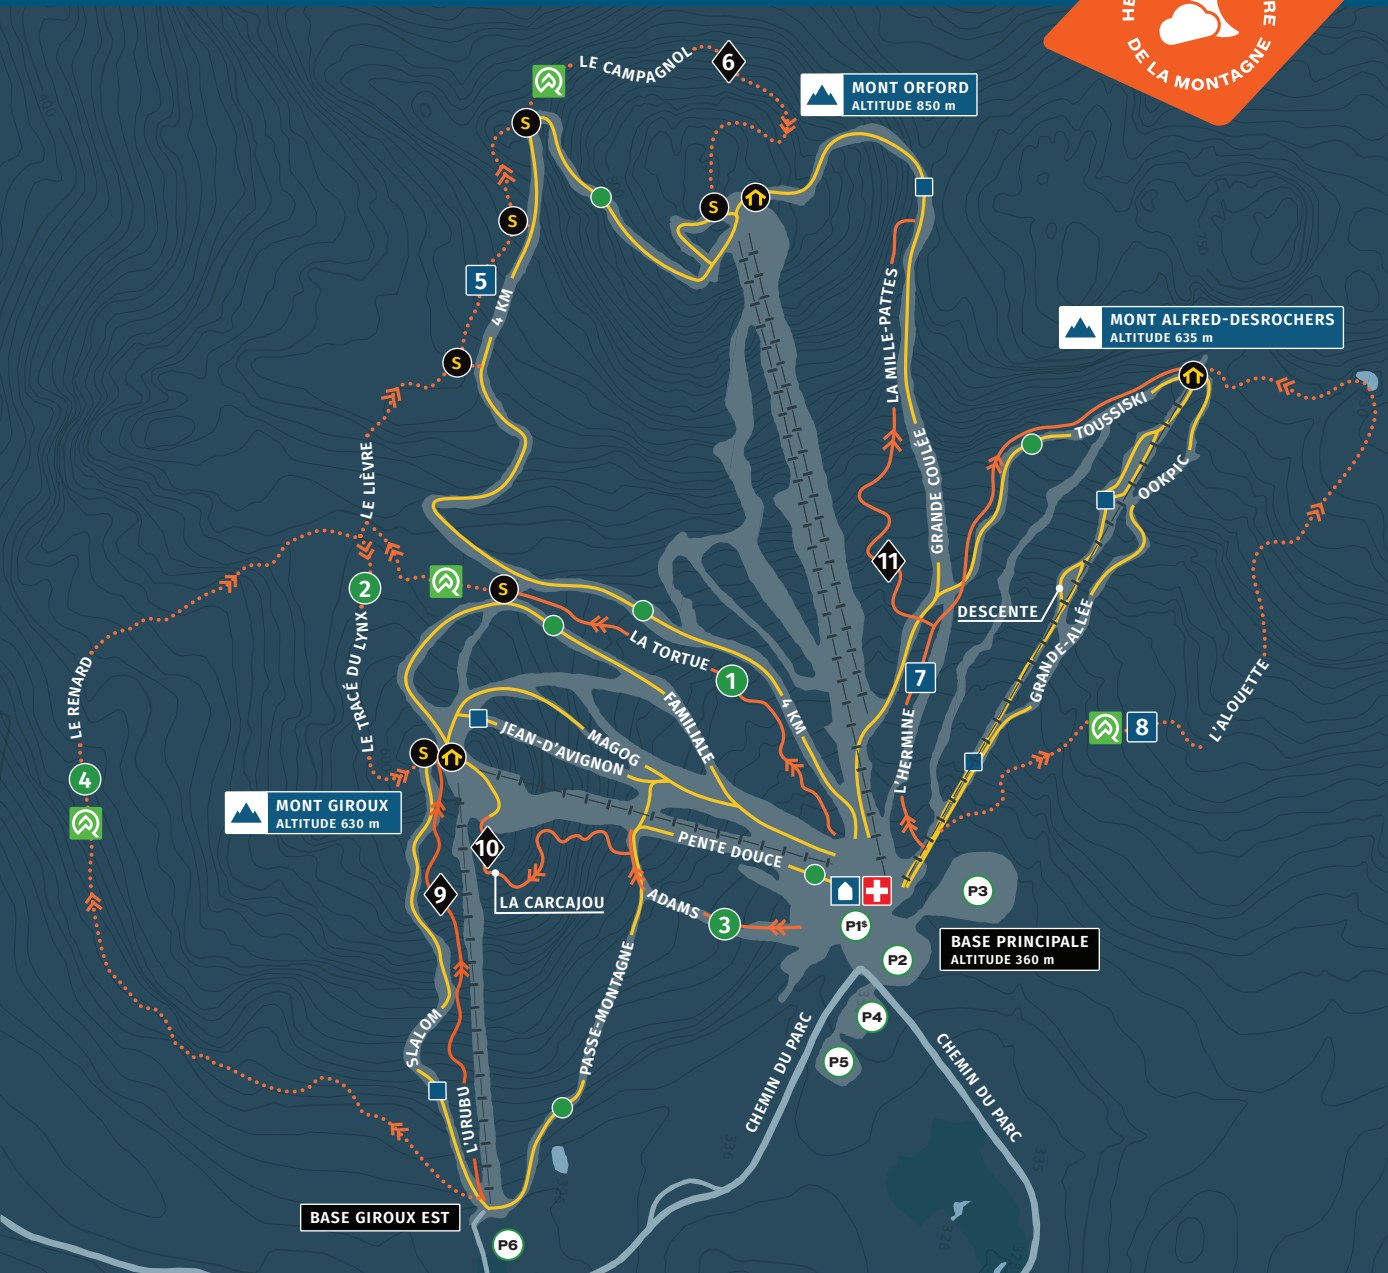 DE LA MONTAGNE
LE CAMPAGNOL
6
MONT ORFORD
ALTITUDE 850 m
S
S
S
5
4 KM
S
LA MILLE-PATTES
MONT ALFRED-DESROCHERS
ALTITUDE 635 m
TOUSSISKI
OOKPIC
GRANDE COULÉE
LE LIÈVRE
11
2
S
DESCENTE
GRANDE-ALLÉE
LA TORTUE
1
7
LE TRACÉ DU LYNX
LE RENARD
FAMILIALE
4 KM
L'HERMINE
L'ALOUETTE
8
JEAN-D'AVIGNON
MAGOG
S
4
MONT GIROUX
ALTITUDE 630 m
10
PENTE DOUCE
9
LA CARCAJOU
ADAMS
3
P3
P1$
P2
BASE PRINCIPALE
ALTITUDE 360 m
PASSE-MONTAGNE
SLALOM
P4
P5
CHEMIN DU PARC
CHEMIN DU PARC
L'URUBU
BASE GIROUX EST
P6